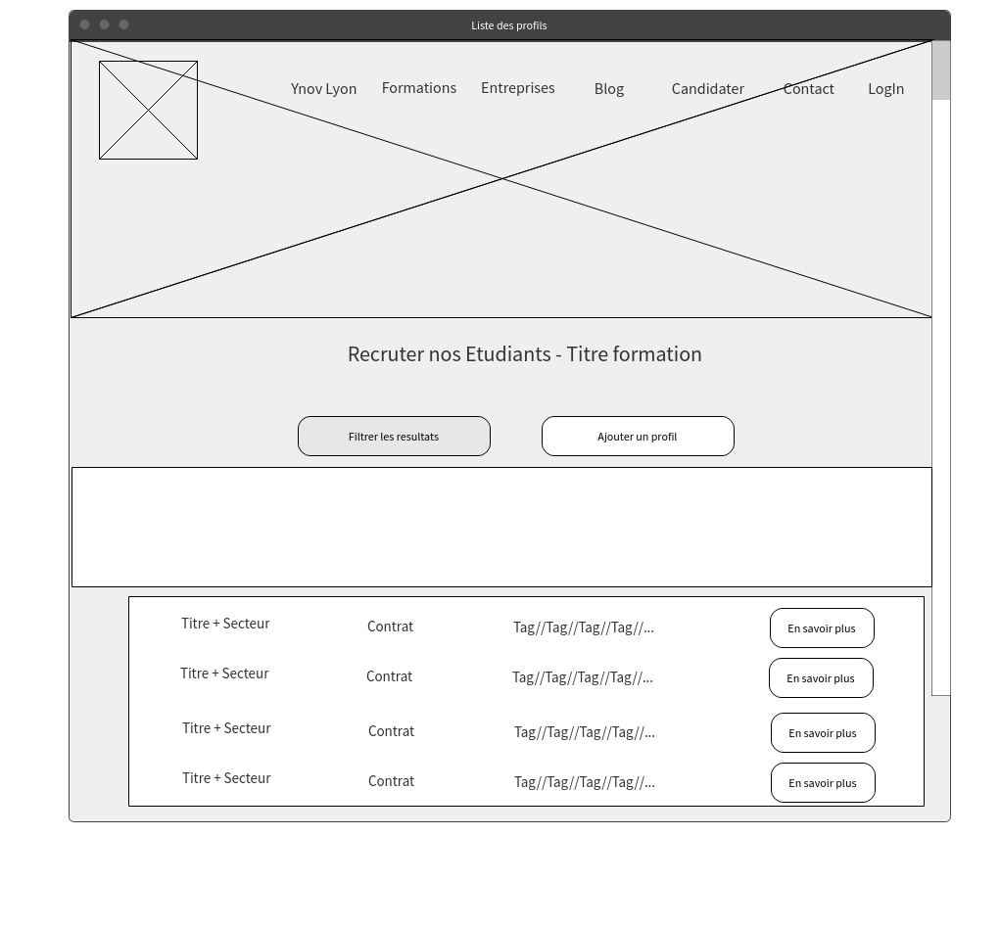 Liste des profils
Ynov Lyon Formations Entreprises Blog Candidater Contact LogIn
Recruter nos Etudiants - Titre formation
Filtrer les resultats Ajouter un profil
Titre + Secteur Contrat Tag//Tag//Tag//Tag//... En savoir plus
Titre + Secteur Contrat Tag//Tag//Tag//Tag//... En savoir plus
Titre + Secteur Contrat Tag//Tag//Tag//Tag//... En savoir plus
Titre + Secteur Contrat Tag//Tag//Tag//Tag//... En savoir plus